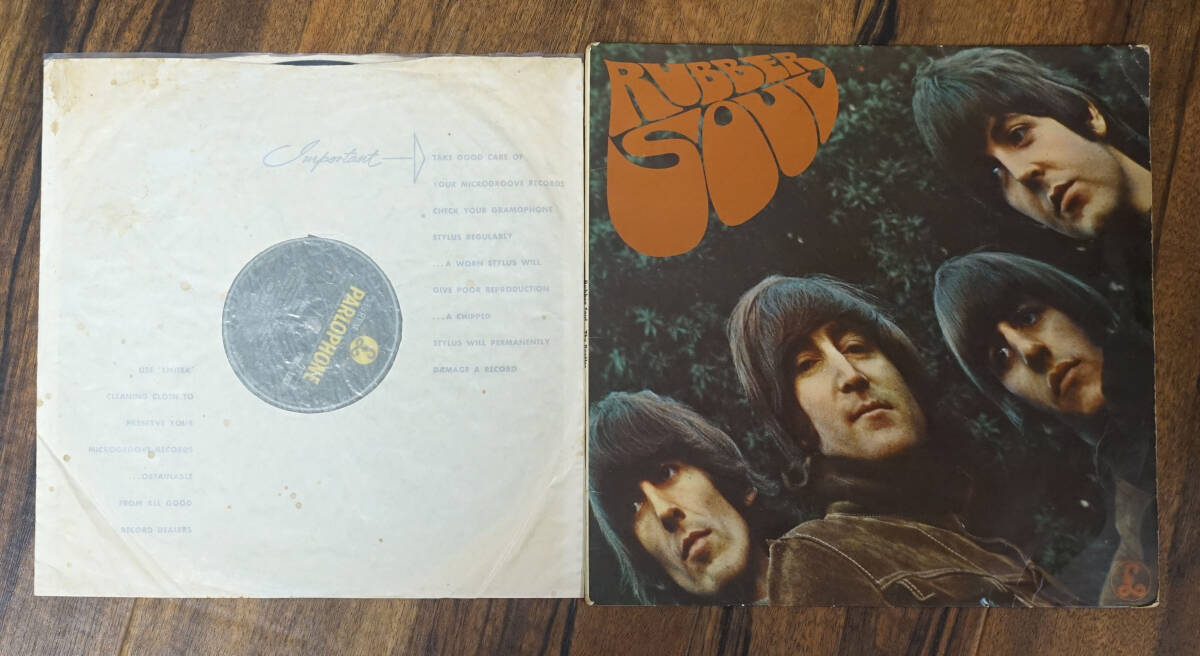 Important
TAKE GOOD CARE OF
YOUR MICROGROOVE RECORDS
CHECK YOUR GRAMOPHONE
STYLUS REGULARLY
...A WORN STYLUS WILL
GIVE POOR REPRODUCTION
...A CHIPPED
STYLUS WILL PERMANENTLY
DAMAGE A RECORD
PARLOPHONE
USE 'EMITEX'
CLEANING CLOTH TO
PRESERVE YOUR
MICROGROOVE RECORDS
...OBTAINABLE
FROM ALL GOOD
RECORD DEALERS
RUBBER
SOUL